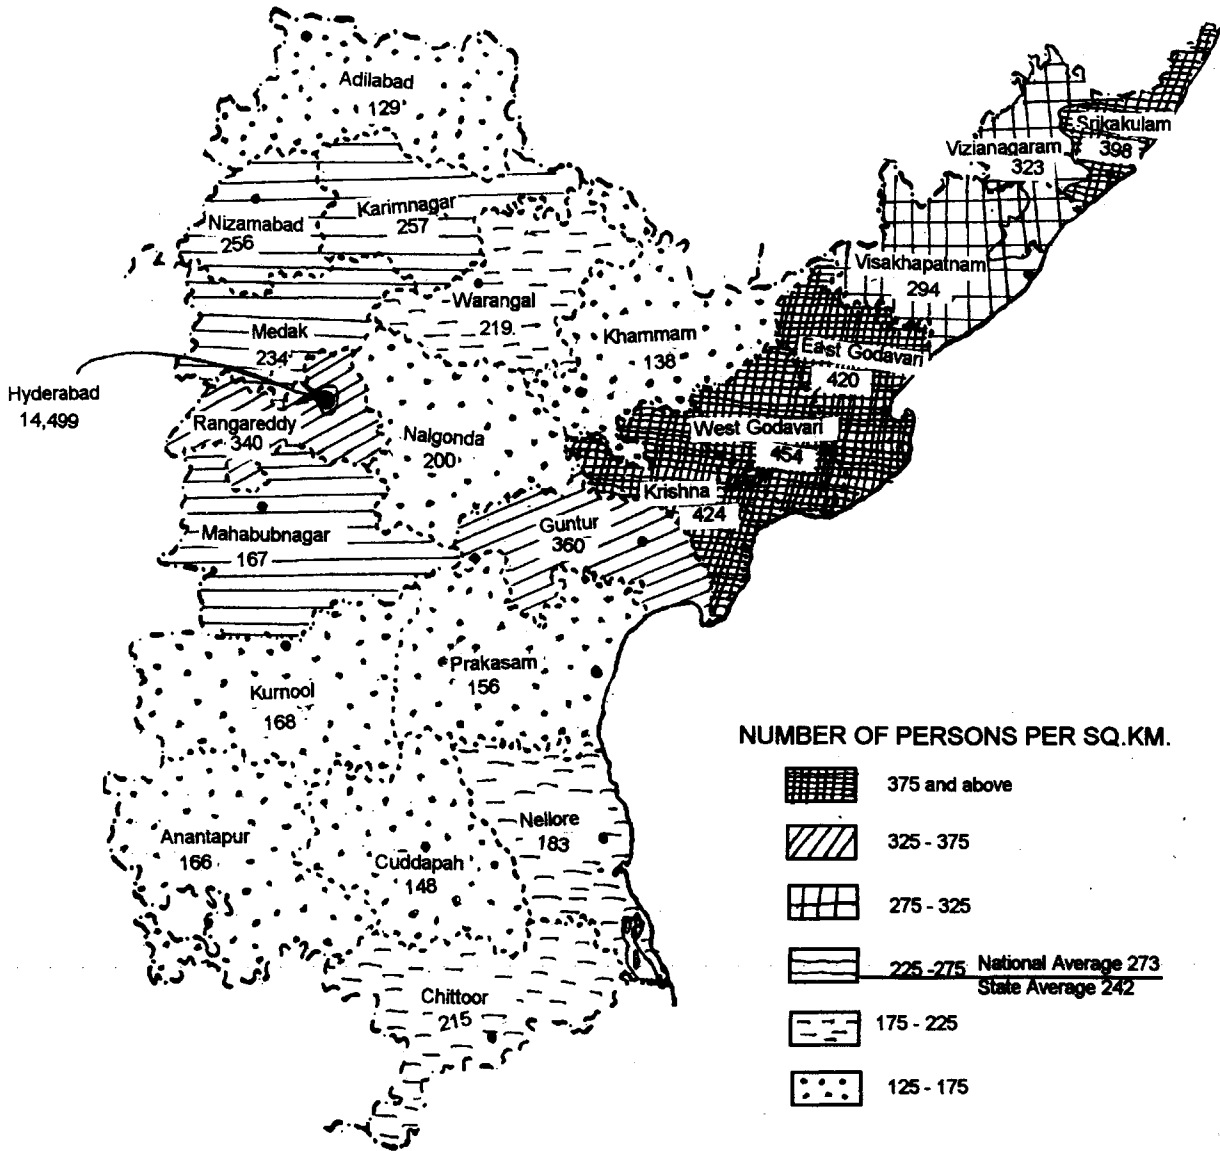 Adilabad
129
Srikakulam
398
Vizianagaram
323
Karimnagar
257
Nizamabad
256
Visakhapatnam
294
Warangal
219
Medak
234
Khammam
138
East Godavari
420
Hyderabad
14,499
Rangareddy
340
Nalgonda
200
West Godavari
454
Krishna
424
Guntur
360
Mahabubnagar
167
Prakasam
156
Kurnool
168
Nellore
183
Anantapur
166
Cuddapah
148
Chittoor
215
NUMBER OF PERSONS PER SQ.KM.
375 and above
325 - 375
275 - 325
225 -275 National Average 273
State Average 242
175 - 225
125 - 175